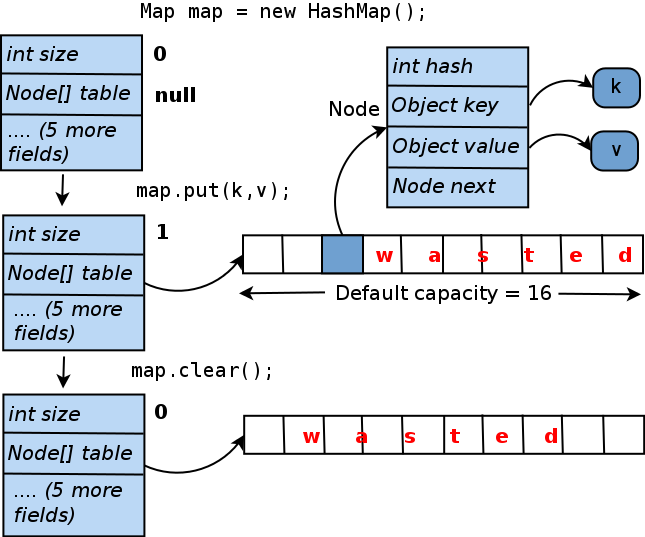 Map map = new HashMap();
int size
0
Node[] table
null
.... (5 more
fields)
Node
int hash
Object key
Object value
Node next
k
v
map.put(k,v);
int size
1
Node[] table
.... (5 more
fields)
w a s t e d
Default capacity = 16
map.clear();
int size
0
Node[] table
.... (5 more
fields)
w a s t e d